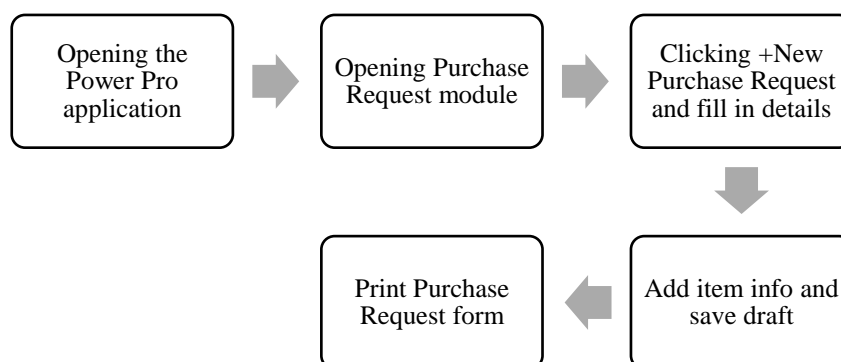 Opening the
Power Pro
application
Opening Purchase
Request module
Clicking +New
Purchase Request
and fill in details
Add item info and
save draft
Print Purchase
Request form